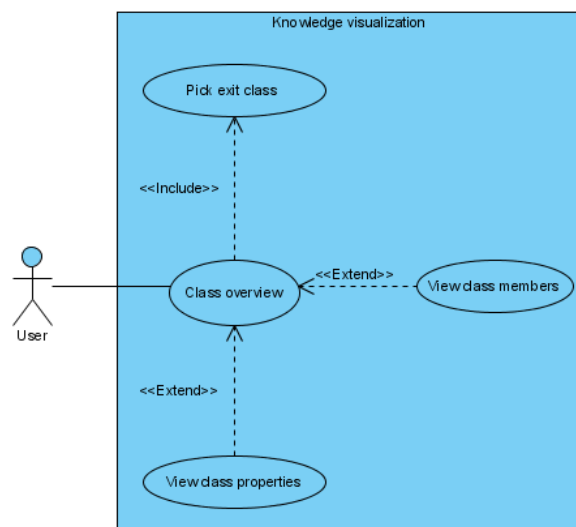 Knowledge visualization
Pick exit class
<<Include>>
<<Extend>>
Class overview
View class members
User
<<Extend>>
View class properties